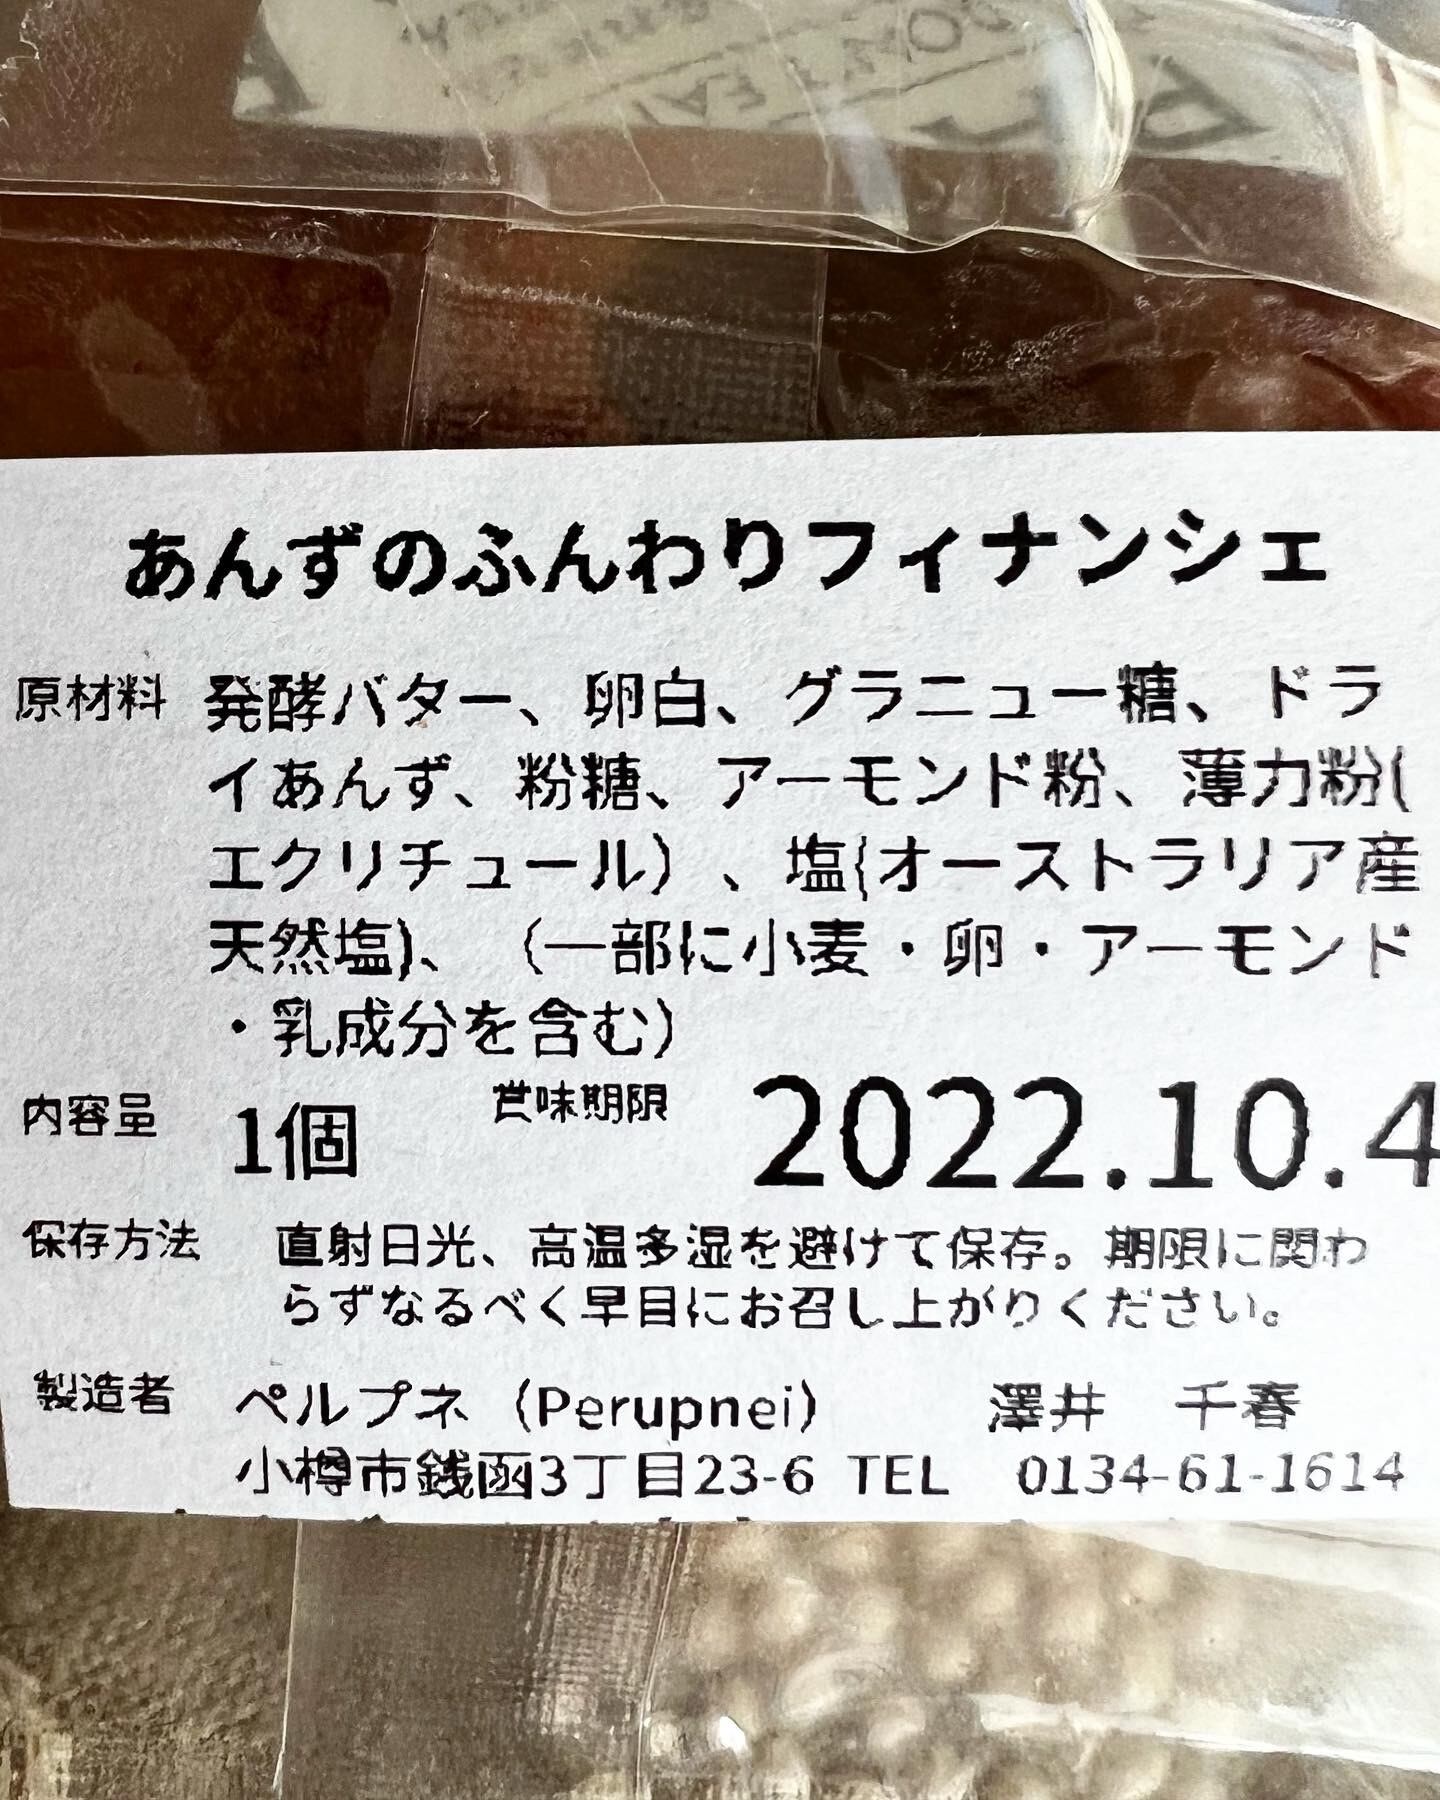 あんずのふんわりフィナンシェ
原材料 発酵バター、卵白、グラニュー糖、ドラ
イあんず、粉糖、アーモンド粉、薄力粉(
エクリチュール）、塩(オーストラリア産
天然塩)、（一部に小麦・卵・アーモンド
・乳成分を含む）
内容量 1個 賞味期限 2022.10.4
保存方法 直射日光、高温多湿を避けて保存。期限に関わ
らずなるべく早目にお召し上がりください。
製造者 ペルプネ（Perupnei） 澤井 千春
小樽市銭函3丁目23-6 TEL 0134-61-1614